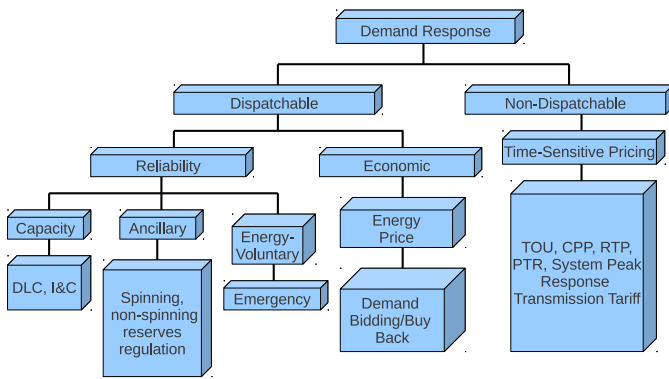 Demand Response
Dispatchable
Non-Dispatchable
Reliability
Economic
Time-Sensitive Pricing
Capacity
Ancillary
Energy-
Voluntary
Energy
Price
TOU, CPP, RTP,
PTR, System Peak
Response
Transmission Tariff
DLC, I&C
Spinning,
non-spinning
reserves
regulation
Emergency
Demand
Bidding/Buy
Back